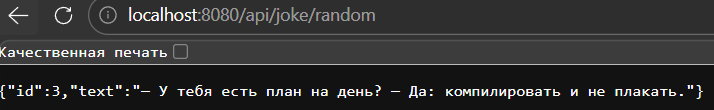 localhost:8080/api/joke/random
Качественная печать
{"id":3,"text":"— У тебя есть план на день? — Да: компилировать и не плакать."}